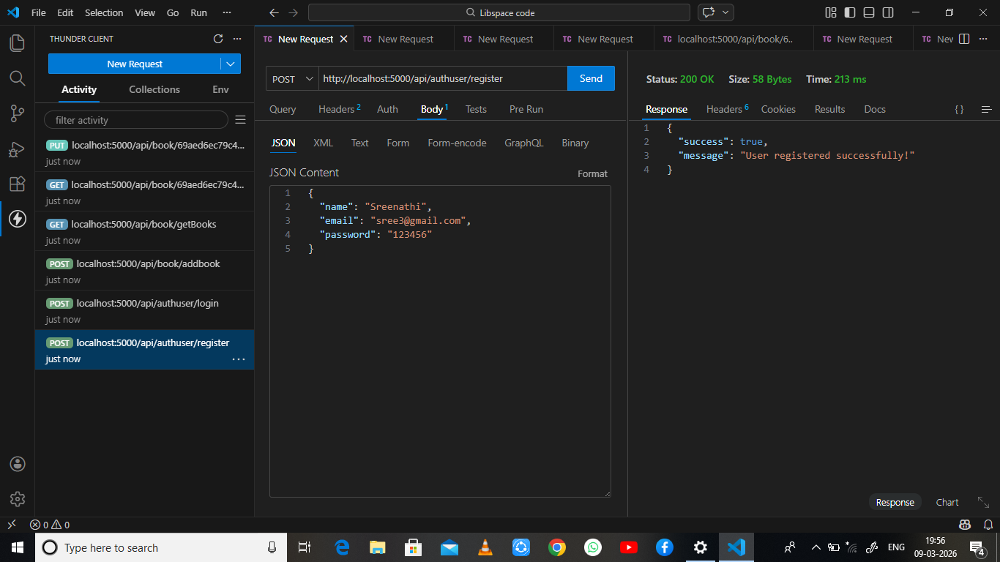 File Edit Selection View Go Run ···
Libspace code
THUNDER CLIENT
New Request
Activity Collections Env
filter activity
PUT localhost:5000/api/book/69aed6ec79c4...
just now
GET localhost:5000/api/book/69aed6ec79c4...
just now
GET localhost:5000/api/book/getBooks
just now
POST localhost:5000/api/book/addbook
just now
POST localhost:5000/api/authuser/login
just now
POST localhost:5000/api/authuser/register
just now
TC New Request TC New Request TC New Request TC New Request TC localhost:5000/api/book/6.. TC New Request TC Nev
POST http://localhost:5000/api/authuser/register Send
Query Headers 2 Auth Body 1 Tests Pre Run
JSON XML Text Form Form-encode GraphQL Binary
JSON Content Format
1 {
2 "name": "Sreenathi",
3 "email": "sree3@gmail.com",
4 "password": "123456"
5 }
Status: 200 OK Size: 58 Bytes Time: 213 ms
Response Headers 6 Cookies Results Docs { }
1 {
2 "success": true,
3 "message": "User registered successfully!"
4 }
Response Chart
0 0
Type here to search
ENG
19:56
09-03-2026
4